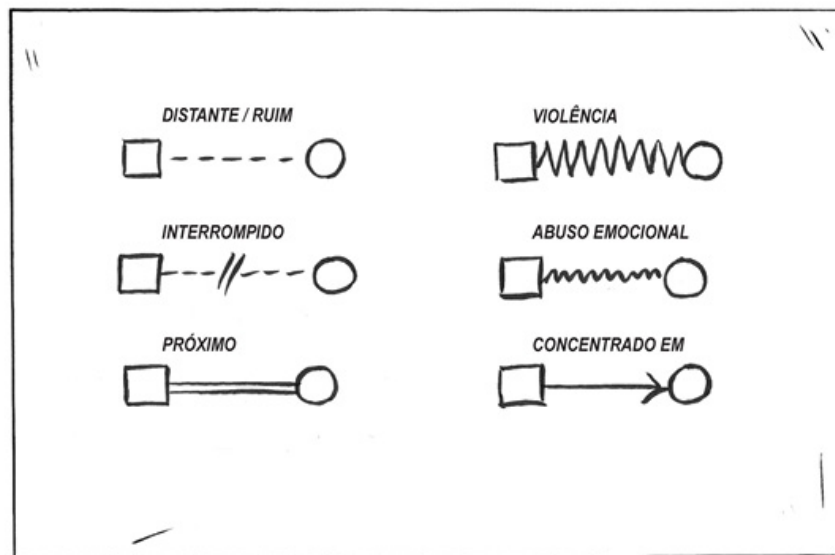 DISTANTE / RUIM
VIOLÊNCIA
INTERROMPIDO
ABUSO EMOCIONAL
PRÓXIMO
CONCENTRADO EM